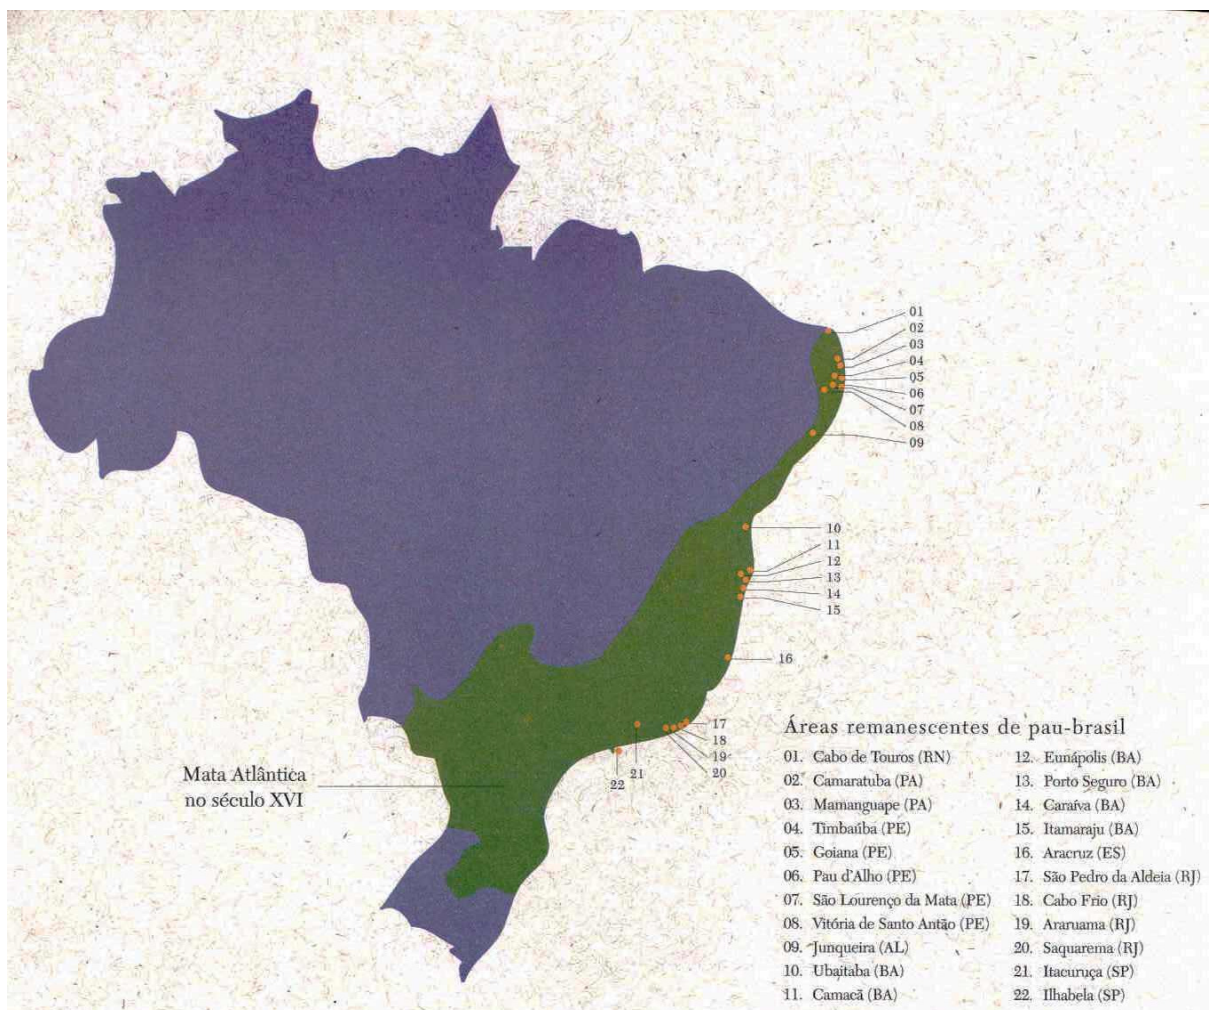 01
02
03
04
05
06
07
08
09
10
11
12
13
14
15
16
17
18
19
20
21
22
Mata Atlântica
no século XVI
Áreas remanescentes de pau-brasil
01. Cabo de Touros (RN)
02. Camaratuba (PA)
03. Mamanguape (PA)
04. Timbaúba (PE)
05. Goiana (PE)
06. Pau d'Alho (PE)
07. São Lourenço da Mata (PE)
08. Vitória de Santo Antão (PE)
09. Junqueira (AL)
10. Ubaitaba (BA)
11. Camacã (BA)
12. Eunápolis (BA)
13. Porto Seguro (BA)
14. Caraíva (BA)
15. Itamaraju (BA)
16. Aracruz (ES)
17. São Pedro da Aldeia (RJ)
18. Cabo Frio (RJ)
19. Araruama (RJ)
20. Saquarema (RJ)
21. Itacuruça (SP)
22. Ilhabela (SP)